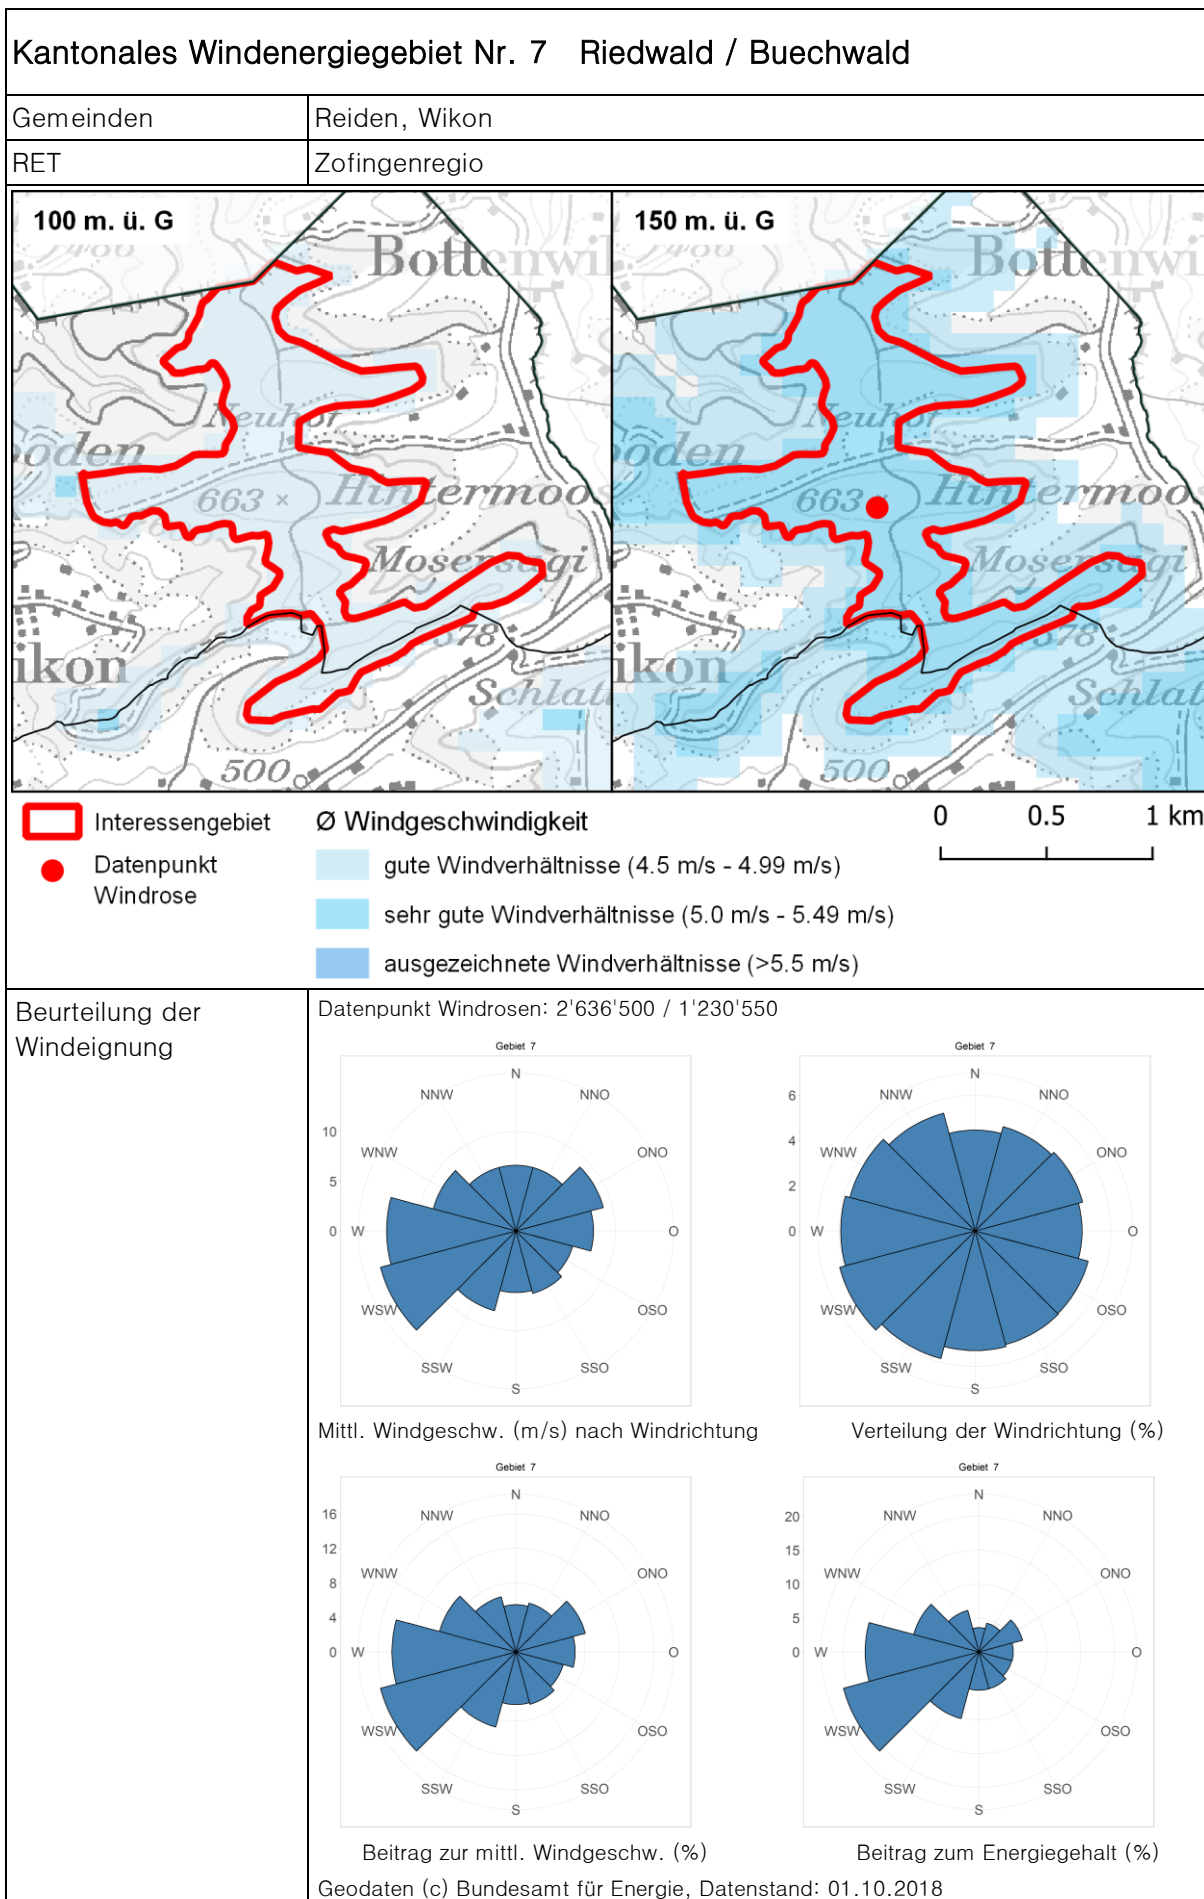 Kantonales Windenergiegebiet Nr. 7 Riedwald / Buechwald
Gemeinden Reiden, Wikon
RET Zofingenregio
100 m. ü. G
Bottenwil
Neuhof
663
Hintermoos
Mosersagi
578
ikon
Schlat
500
150 m. ü. G
Bottenwi
Neuhof
663
Hintermoo
Mosersagi
578
ikon
Schlat
500
Interessengebiet
Datenpunkt
Windrose
Ø Windgeschwindigkeit
gute Windverhältnisse (4.5 m/s - 4.99 m/s)
sehr gute Windverhältnisse (5.0 m/s - 5.49 m/s)
ausgezeichnete Windverhältnisse (>5.5 m/s)
0 0.5 1 km
Beurteilung der
Windeignung
Datenpunkt Windrosen: 2'636'500 / 1'230'550
Gebiet 7
N
NNW NNO
10
WNW ONO
5
0 W O
WSW OSO
SSW SSO
S
Mittl. Windgeschw. (m/s) nach Windrichtung
Gebiet 7
N
6 NNW NNO
4
WNW ONO
2
0 W O
WSW OSO
SSW SSO
S
Verteilung der Windrichtung (%)
Gebiet 7
N
16 NNW NNO
12
WNW ONO
8
4
0 W O
WSW OSO
SSW SSO
S
Beitrag zur mittl. Windgeschw. (%)
Gebiet 7
N
20 NNW NNO
15
WNW ONO
10
5
0 W O
WSW OSO
SSW SSO
S
Beitrag zum Energiegehalt (%)
Geodaten (c) Bundesamt für Energie, Datenstand: 01.10.2018